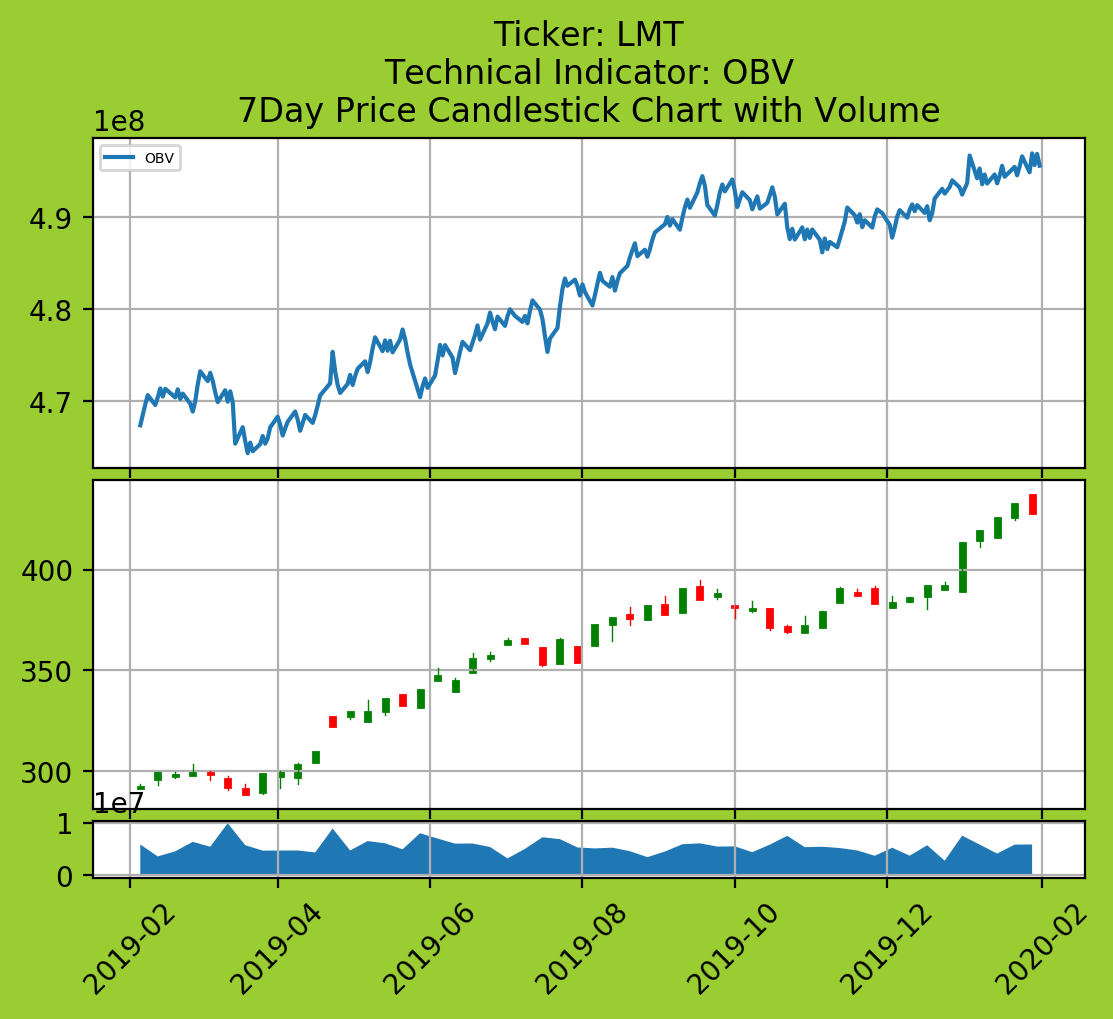 Ticker: LMT
Technical Indicator: OBV
7Day Price Candlestick Chart with Volume
1e8
OBV
4.9
4.8
4.7
400
350
300
1e7
1
0
2019-02
2019-04
2019-06
2019-08
2019-10
2019-12
2020-02